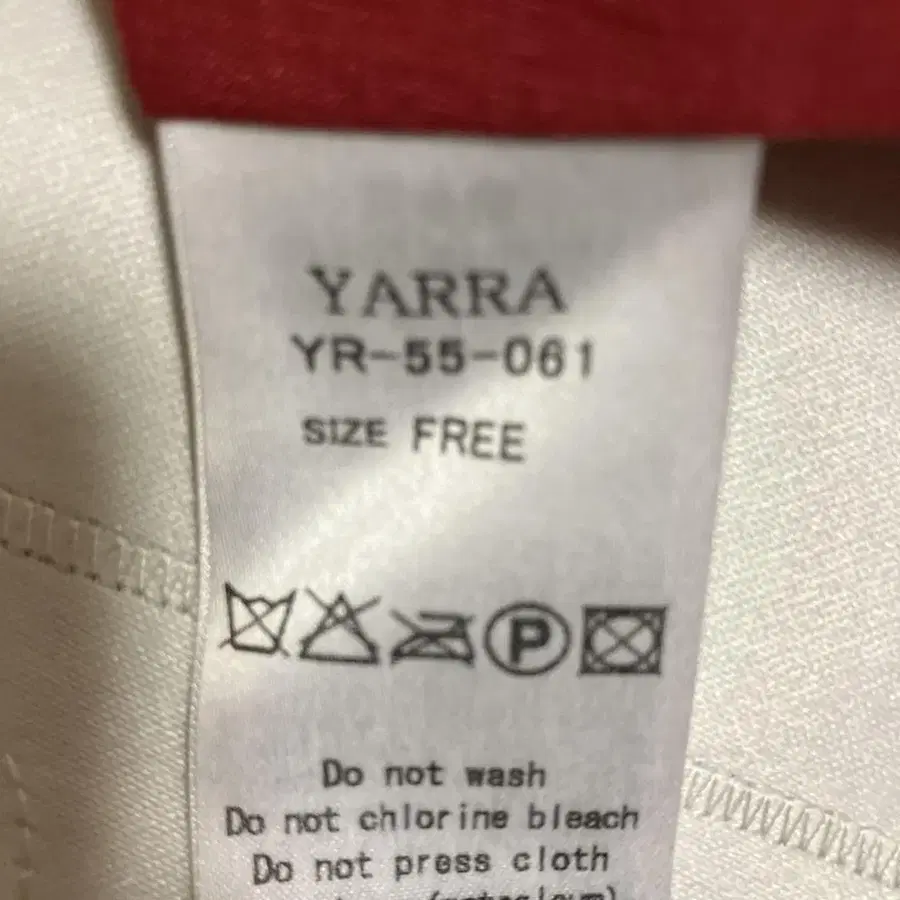 YARRA
YR-55-061
SIZE FREE
P
Do not wash
Do not chlorine bleach
Do not press cloth